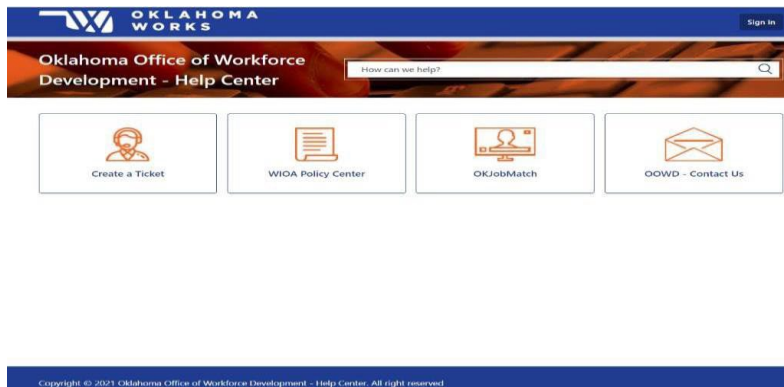 OKLAHOMA
WORKS
Sign In
Oklahoma Office of Workforce
Development - Help Center
How can we help?
Create a Ticket
WIOA Policy Center
OKJobMatch
OOWD - Contact Us
Copyright © 2021 Oklahoma Office of Workforce Development - Help Center. All right reserved